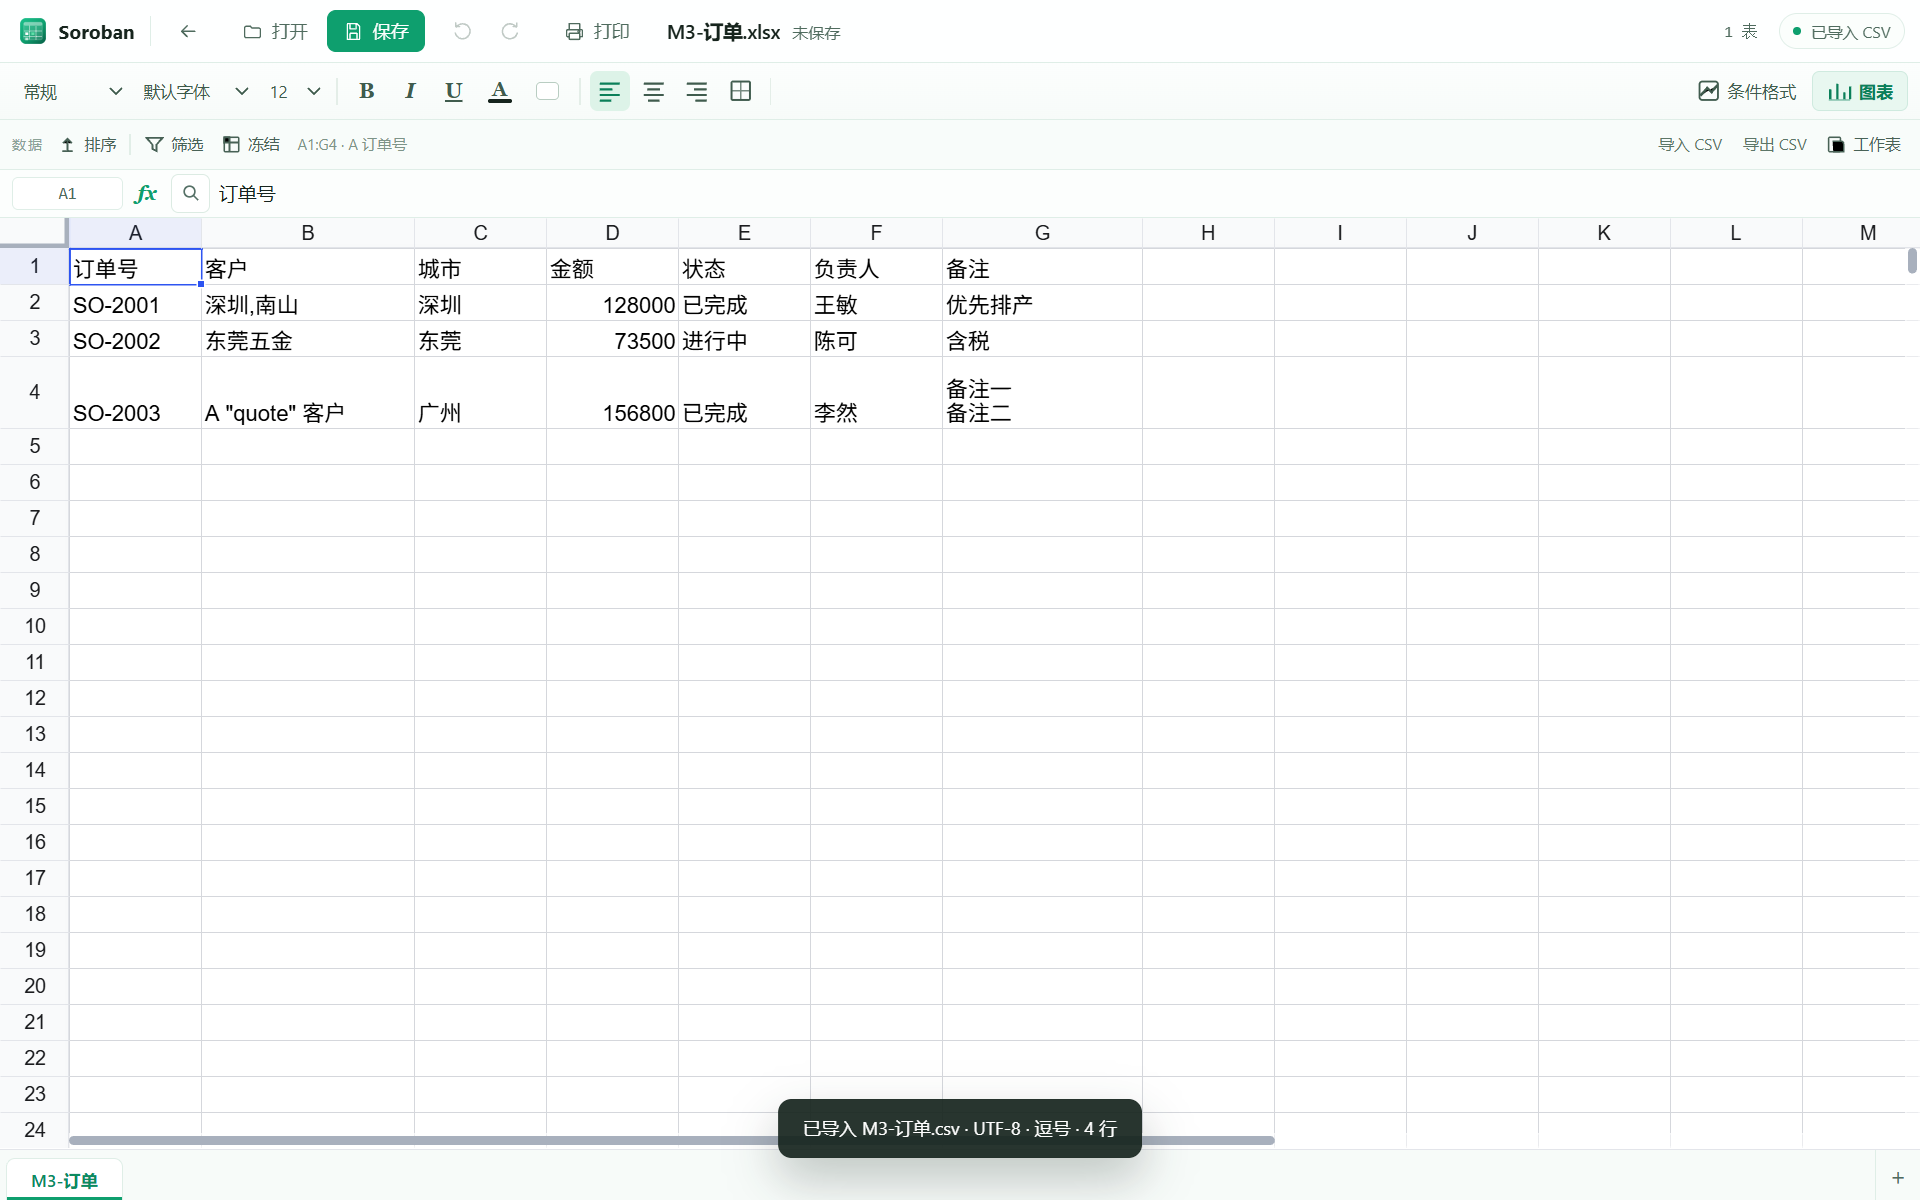 Soroban 打开 保存 打印 M3-订单.xlsx 未保存 1 表 已导入 CSV
常规 默认字体 12 B I U A 条件格式 图表
数据 排序 筛选 冻结 A1:G4 · A 订单号 导入 CSV 导出 CSV 工作表
A1 fx 订单号
A B C D E F G H I J K L M
1 订单号 客户 城市 金额 状态 负责人 备注
2 SO-2001 深圳,南山 深圳 128000 已完成 王敏 优先排产
3 SO-2002 东莞五金 东莞 73500 进行中 陈可 含税
4 SO-2003 A "quote" 客户 广州 156800 已完成 李然 备注一
备注二
5
6
7
8
9
10
11
12
13
14
15
16
17
18
19
20
21
22
23
24
已导入 M3-订单.csv · UTF-8 · 逗号 · 4 行
M3-订单 +